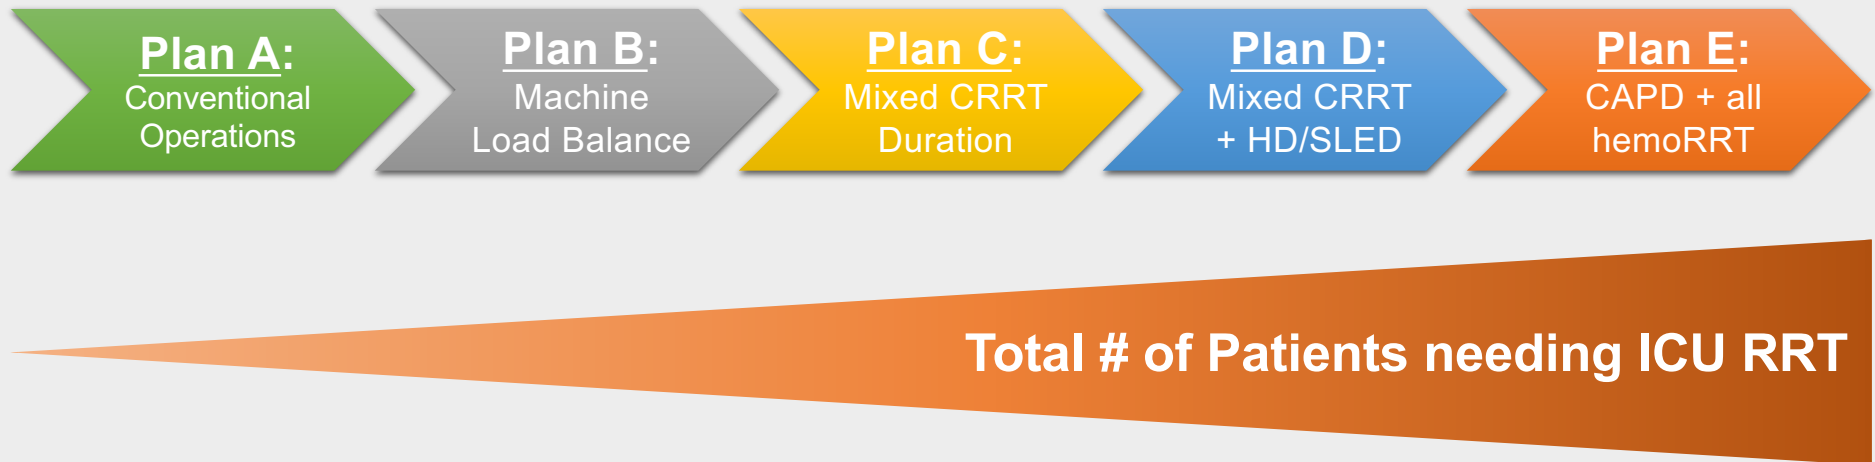 Plan A:
Conventional
Operations
Plan B:
Machine
Load Balance
Plan C:
Mixed CRRT
Duration
Plan D:
Mixed CRRT
+ HD/SLED
Plan E:
CAPD + all
hemoRRT
Total # of Patients needing ICU RRT